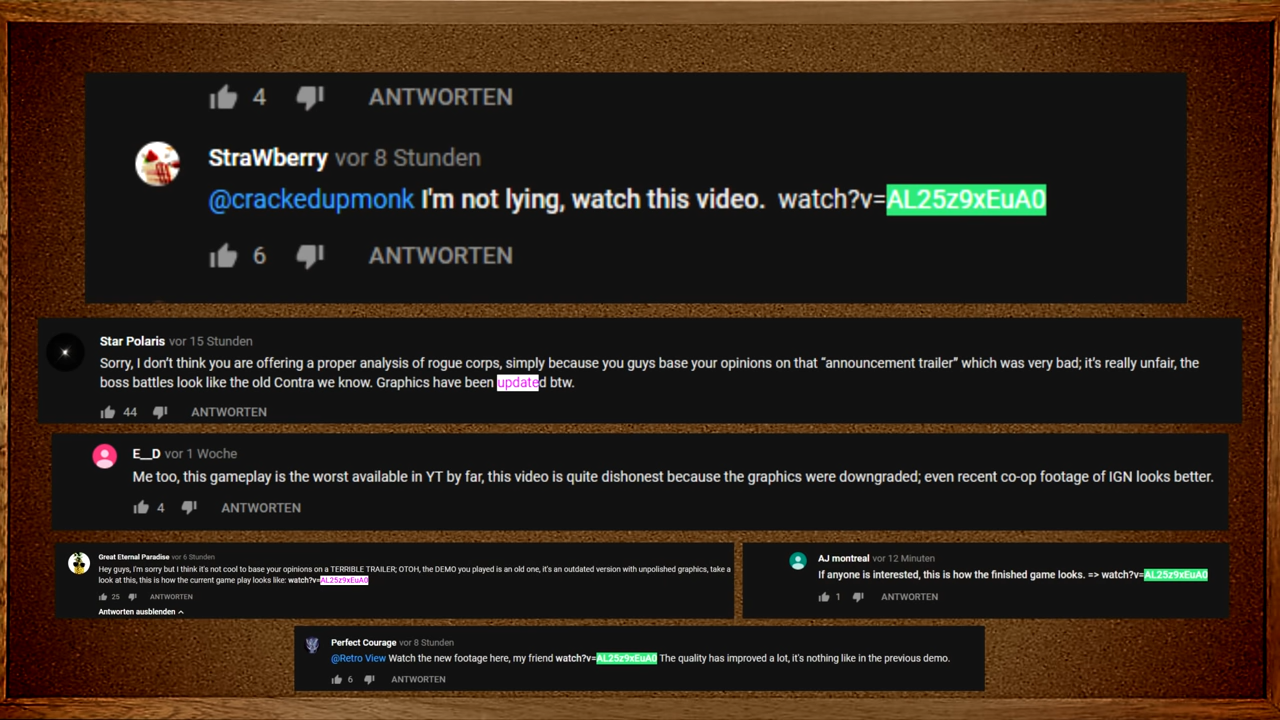 4 ANTWORTEN
StraWberry vor 8 Stunden
@crackedupmonk I'm not lying, watch this video. watch?v=AL25z9xEuA0
6 ANTWORTEN
Star Polaris vor 15 Stunden
Sorry, I don't think you are offering a proper analysis of rogue corps, simply because you guys base your opinions on that “announcement trailer” which was very bad; it's really unfair, the
boss battles look like the old Contra we know. Graphics have been updated btw.
44 ANTWORTEN
E__D vor 1 Woche
Me too, this gameplay is the worst available in YT by far, this video is quite dishonest because the graphics were downgraded; even recent co-op footage of IGN looks better.
4 ANTWORTEN
Great Eternal Paradise vor 6 Stunden
Hey guys, I'm sorry but I think it's not cool to base your opinions on a TERRIBLE TRAILER; OTOH, the DEMO you played is an old one, it's an outdated version with unpolished graphics, take a
look at this, this is how the current game play looks like: watch?v=AL25z9xEuA0
25 ANTWORTEN
Antworten ausblenden
AJ montreal vor 12 Minuten
If anyone is interested, this is how the finished game looks. => watch?v=AL25z9xEuA0
1 ANTWORTEN
Perfect Courage vor 8 Stunden
@Retro View Watch the new footage here, my friend watch?v=AL25z9xEuA0 The quality has improved a lot, it's nothing like in the previous demo.
6 ANTWORTEN